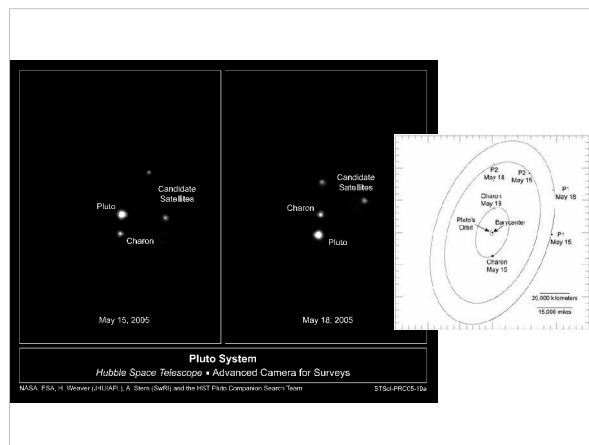 Pluto
Charon
Candidate
Satellites
May 15, 2005
Candidate
Satellites
Charon
Pluto
May 18, 2005
Pluto System
Hubble Space Telescope ▪ Advanced Camera for Surveys
NASA, ESA, H. Weaver (JHU/APL), A. Stern (SwRI) and the HST Pluto Companion Search Team
STScI-PRC05-19a
P2
May 18
P2
May 15
P1
May 18
Charon
May 18
Pluto's
Orbit
Barycenter
P1
May 15
Charon
May 15
20,000 kilometers
15,000 miles